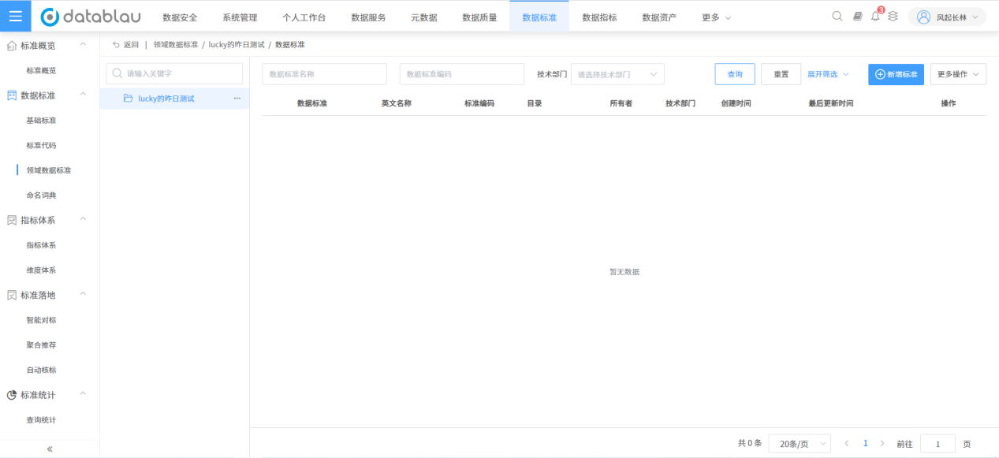 datablau 数据安全 系统管理 个人工作台 数据服务 元数据 数据质量 数据标准 数据指标 数据资产 更多 3 风起长林
标准概览
标准概览
数据标准
基础标准
标准代码
领域数据标准
命名词典
指标体系
指标体系
维度体系
标准落地
智能对标
聚合推荐
自动核标
标准统计
查询统计
«
返回 | 领域数据标准 / lucky的昨日测试 / 数据标准
请输入关键字
lucky的昨日测试 ···
数据标准名称 数据标准编码 技术部门 请选择技术部门 查询 重置 展开筛选 新增标准 更多操作
数据标准 英文名称 标准编码 目录 所有者 技术部门 创建时间 最后更新时间 操作
暂无数据
共 0 条 20条/页 < 1 > 前往 1 页